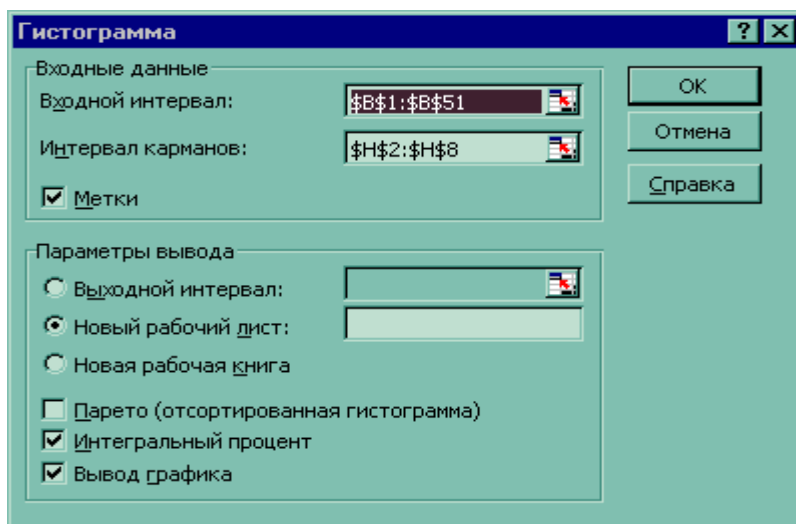 Гистограмма
Входные данные
Входной интервал: $B$1:$B$51
Интервал карманов: $H$2:$H$8
Метки
OK
Отмена
Справка
Параметры вывода
Выходной интервал:
Новый рабочий лист:
Новая рабочая книга
Парето (отсортированная гистограмма)
Интегральный процент
Вывод графика